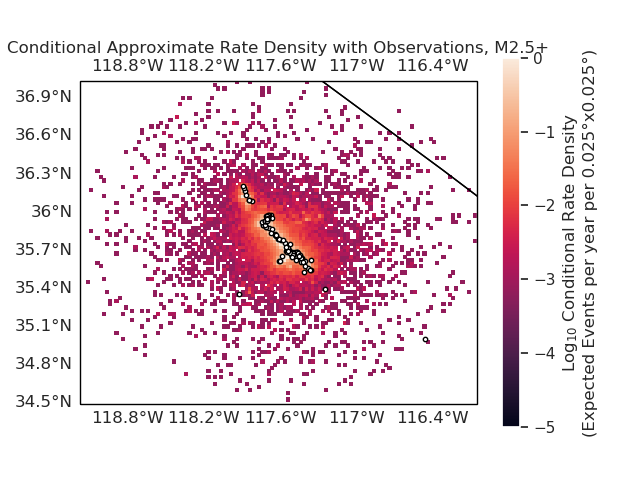 Conditional Approximate Rate Density with Observations, M2.5+
118.8°W 118.2°W 117.6°W 117°W 116.4°W
36.9°N
36.6°N
36.3°N
36°N
35.7°N
35.4°N
35.1°N
34.8°N
34.5°N
118.8°W 118.2°W 117.6°W 117°W 116.4°W
0
−1
−2
−3
−4
−5
Log₁₀ Conditional Rate Density
(Expected Events per year per 0.025°x0.025°)